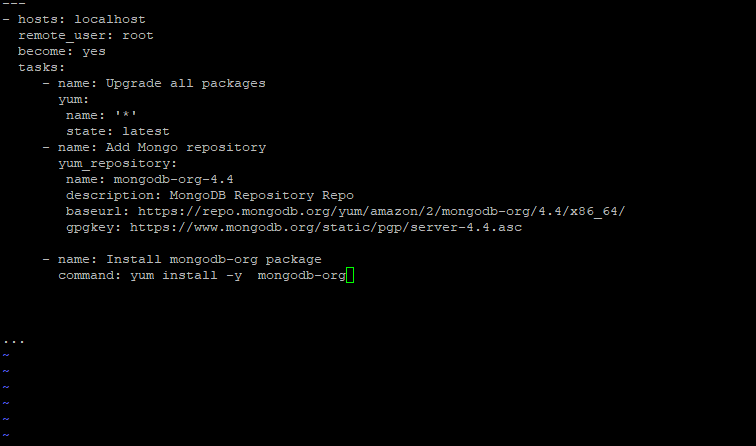 ---
- hosts: localhost
  remote_user: root
  become: yes
  tasks:
     - name: Upgrade all packages
       yum:
        name: '*'
        state: latest
     - name: Add Mongo repository
       yum_repository:
        name: mongodb-org-4.4
        description: MongoDB Repository Repo
        baseurl: https://repo.mongodb.org/yum/amazon/2/mongodb-org/4.4/x86_64/
        gpgkey: https://www.mongodb.org/static/pgp/server-4.4.asc

     - name: Install mongodb-org package
       command: yum install -y  mongodb-org



...
~
~
~
~
~
~